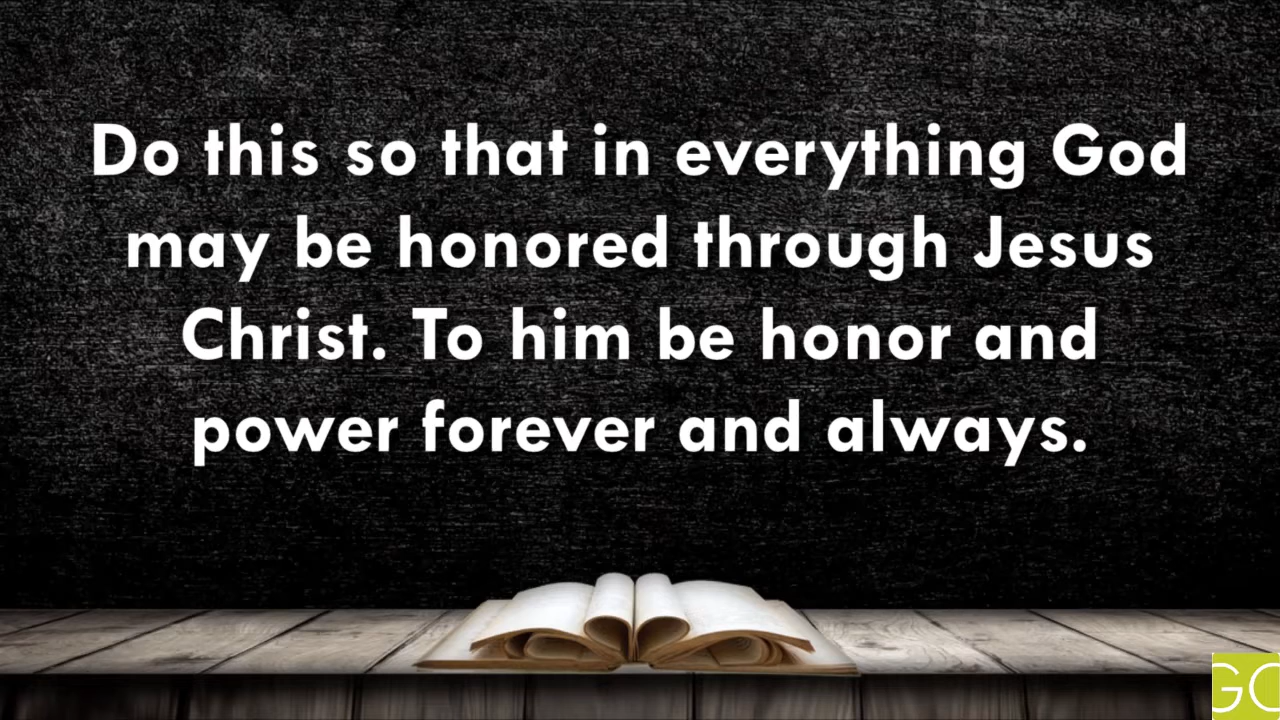 Do this so that in everything God
may be honored through Jesus
Christ. To him be honor and
power forever and always.
GC